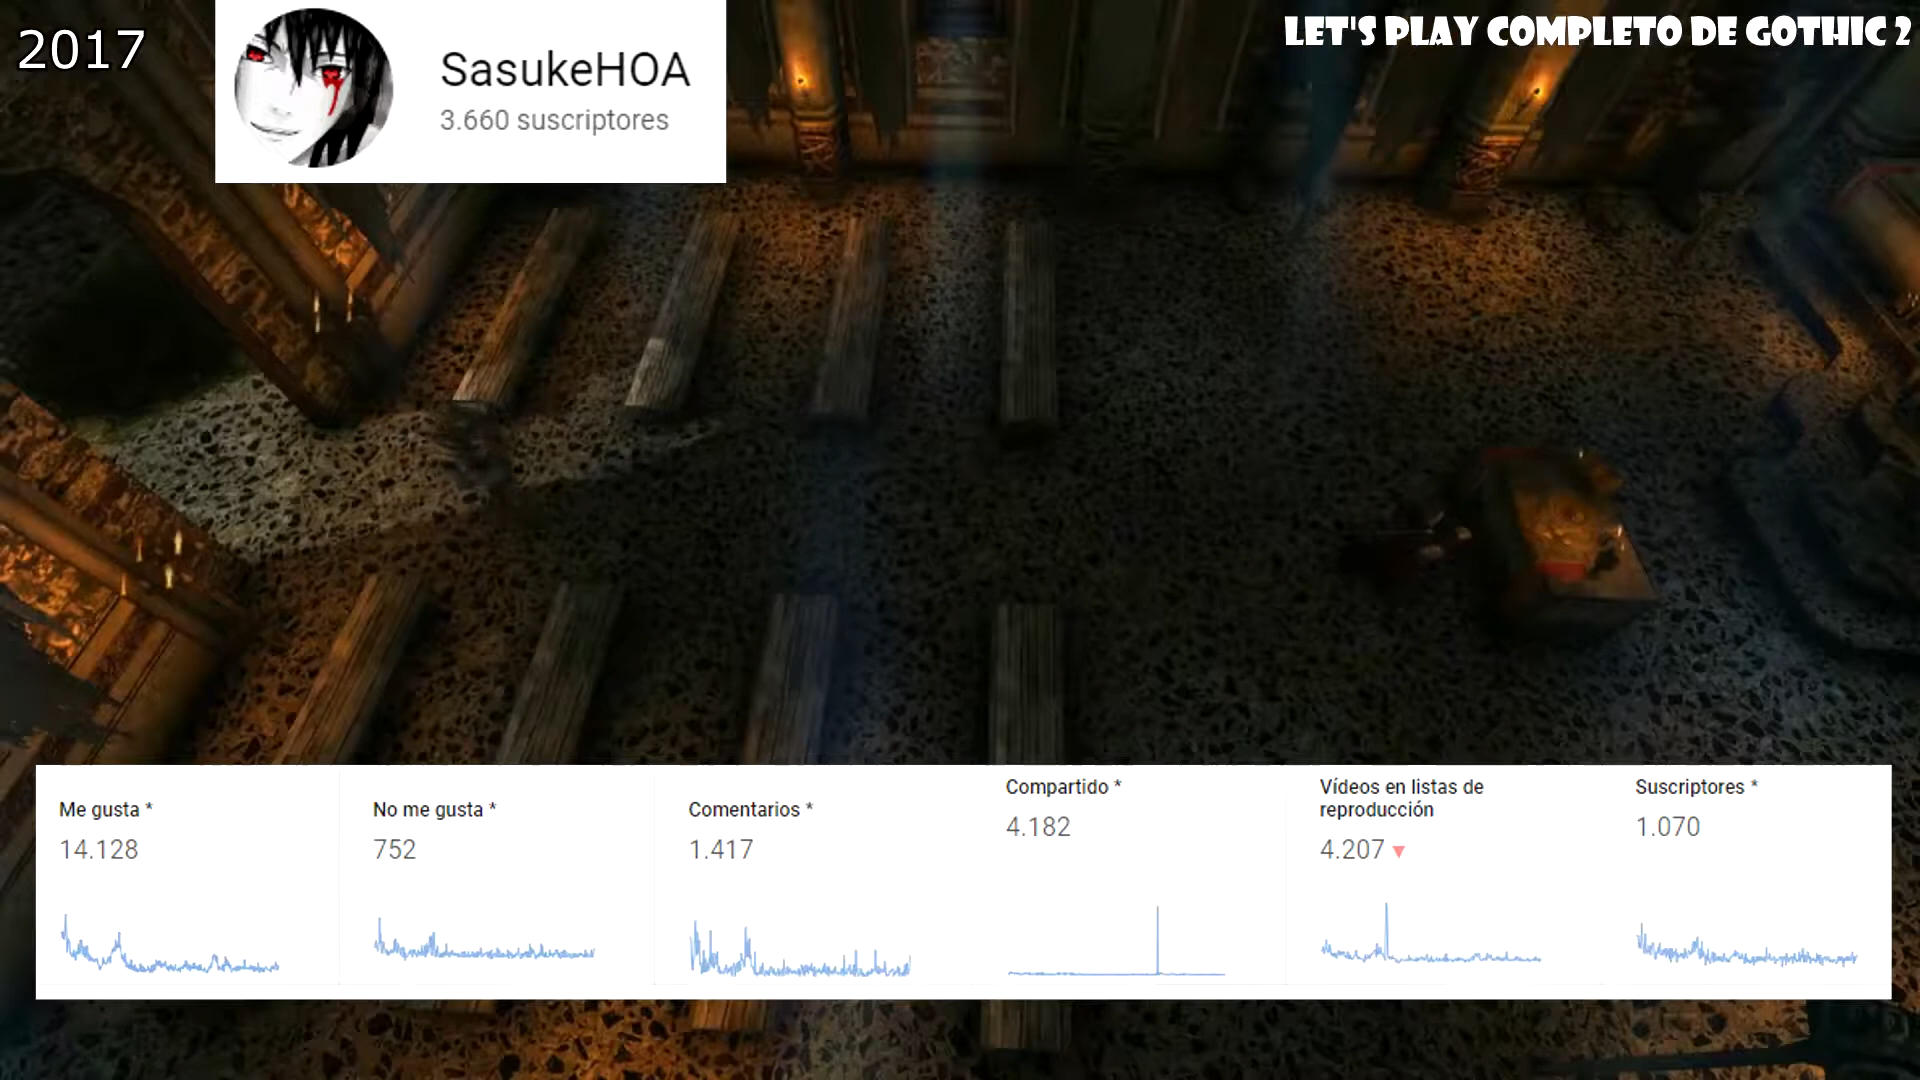 2017
SasukeHOA
3.660 suscriptores
LET'S PLAY COMPLETO DE GOTHIC 2
Me gusta *
14.128
No me gusta *
752
Comentarios *
1.417
Compartido *
4.182
Vídeos en listas de
reproducción
4.207
Suscriptores *
1.070